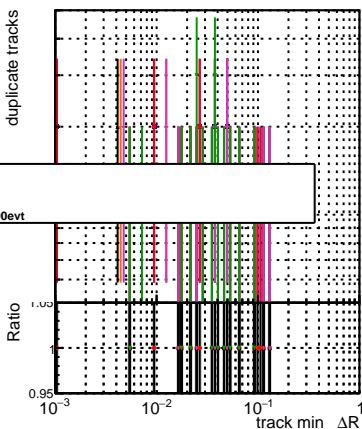 duplicate tracks
0evt
Ratio
1.05
1
0.95
10⁻³ 10⁻² 10⁻¹ 1
track min ΔR